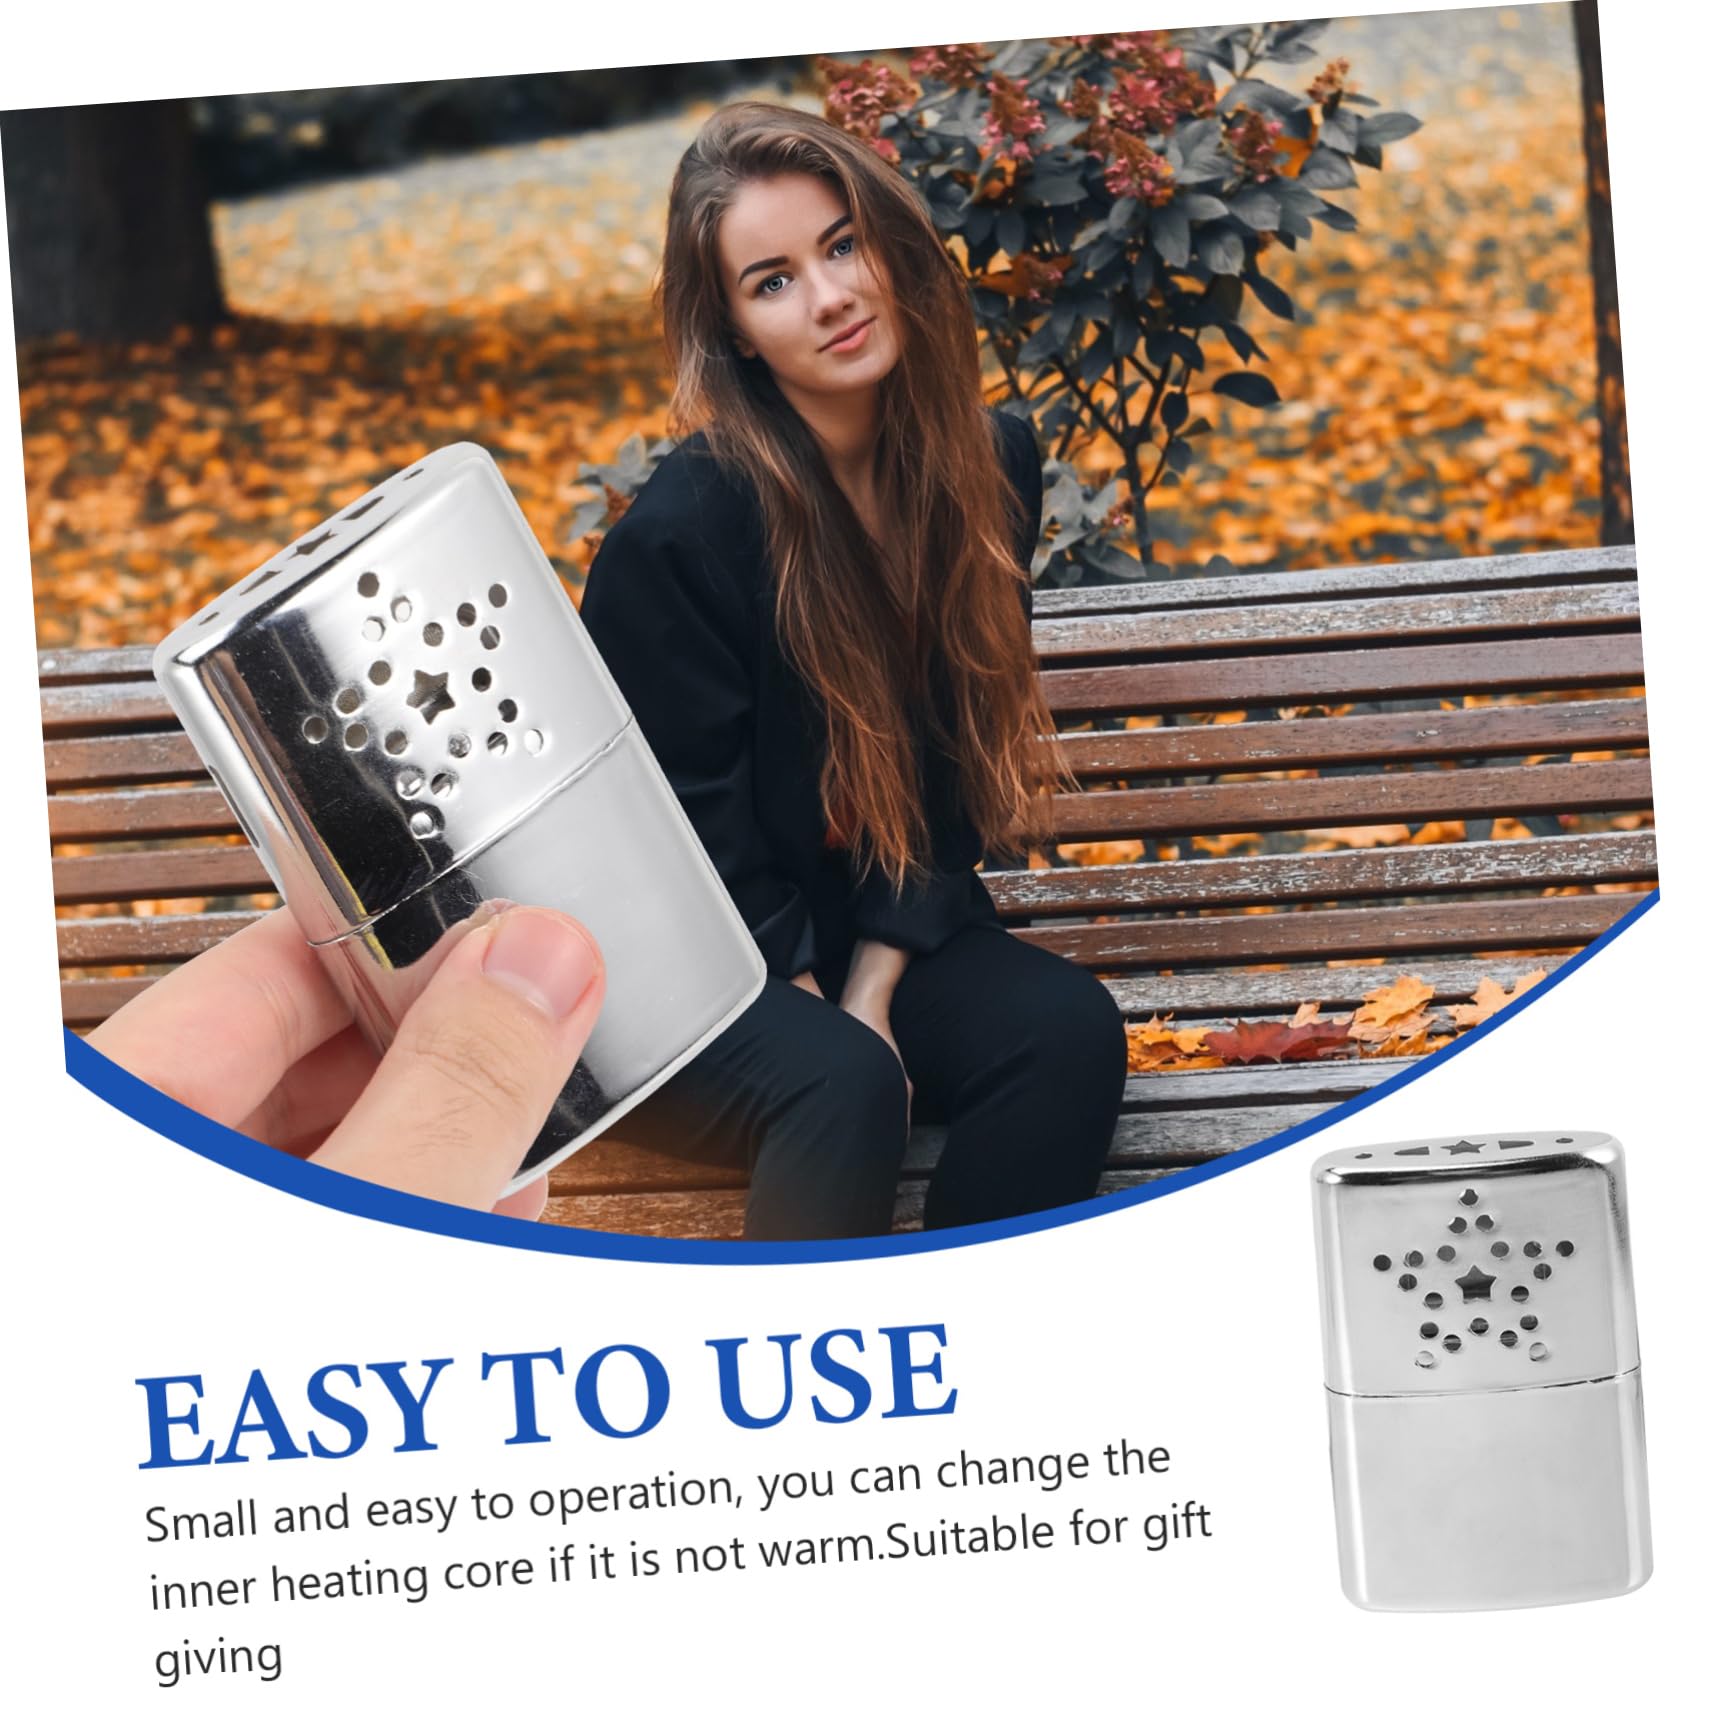 EASY TO USE
Small and easy to operation, you can change the
inner heating core if it is not warm.Suitable for gift
giving